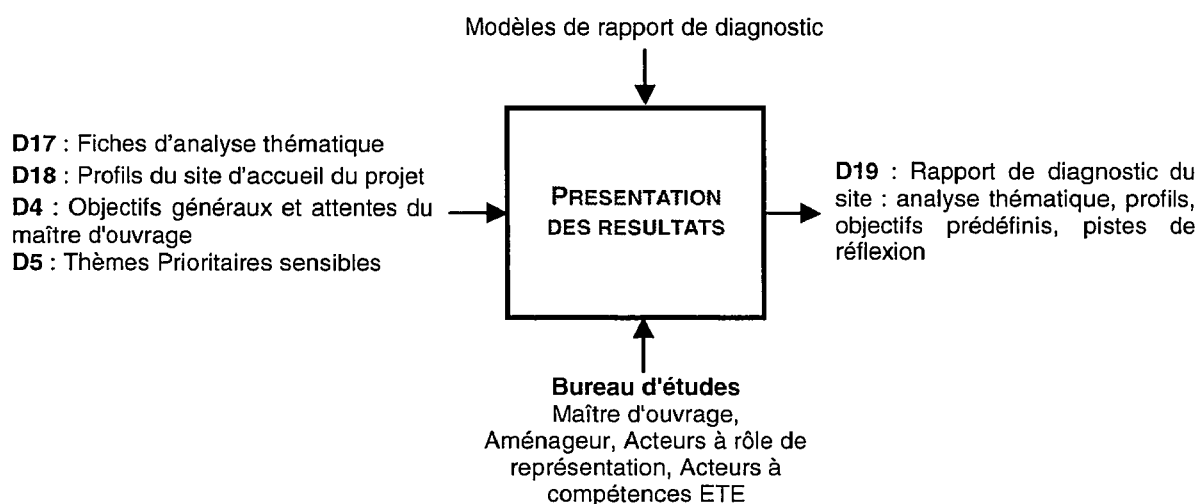 Modèles de rapport de diagnostic
D17 : Fiches d'analyse thématique
D18 : Profils du site d'accueil du projet
D4 : Objectifs généraux et attentes du
maître d'ouvrage
D5 : Thèmes Prioritaires sensibles
PRESENTATION
DES RESULTATS
D19 : Rapport de diagnostic du
site : analyse thématique, profils,
objectifs prédéfinis, pistes de
réflexion
Bureau d'études
Maître d'ouvrage,
Aménageur, Acteurs à rôle de
représentation, Acteurs à
compétences ETE